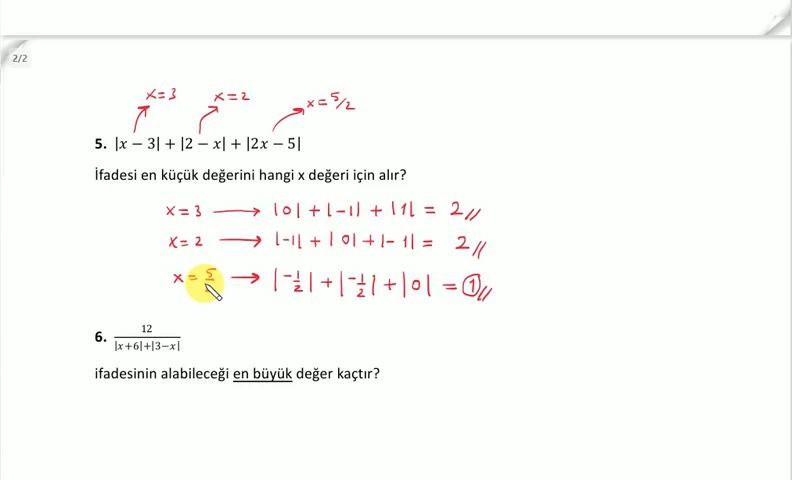 2/2
x=3 x=2 x=5/2
5. |x − 3| + |2 − x| + |2x − 5|
İfadesi en küçük değerini hangi x değeri için alır?
x=3 → |0|+|-1|+|1| = 2//
x=2 → |-1|+|0|+|-1| = 2//
x=5/2 → |-1/2|+|-1/2|+|0| = 1//
6. 12/(|x+6|+|3−x|)
ifadesinin alabileceği en büyük değer kaçtır?